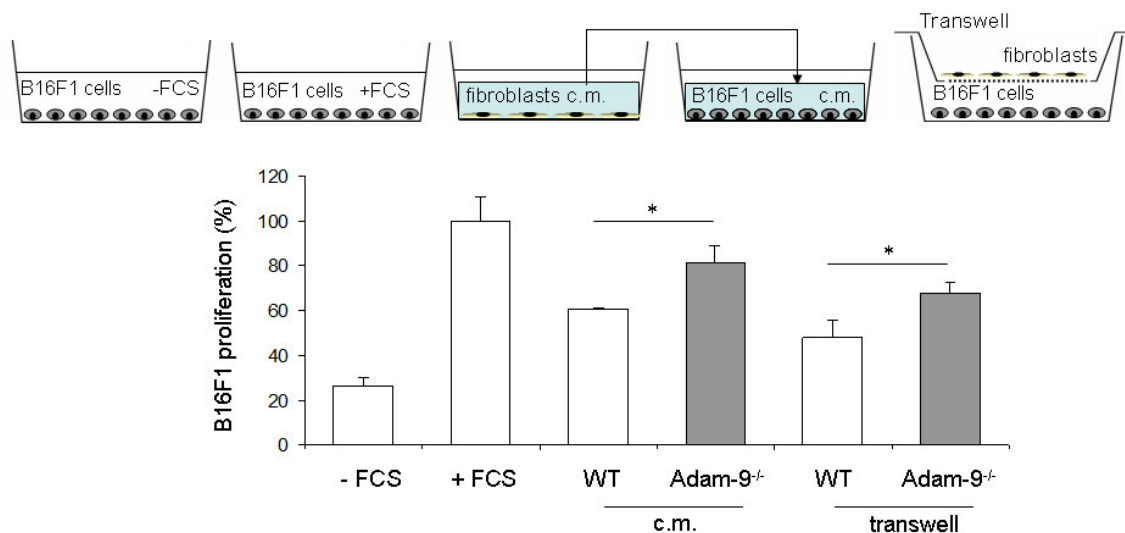 Transwell
fibroblasts
B16F1 cells -FCS
B16F1 cells +FCS
fibroblasts c.m.
B16F1 cells c.m.
B16F1 cells
B16F1 proliferation (%)
120
100
80
60
40
20
0
- FCS
+ FCS
WT
Adam-9-/-
WT
Adam-9-/-
c.m.
transwell
*
*